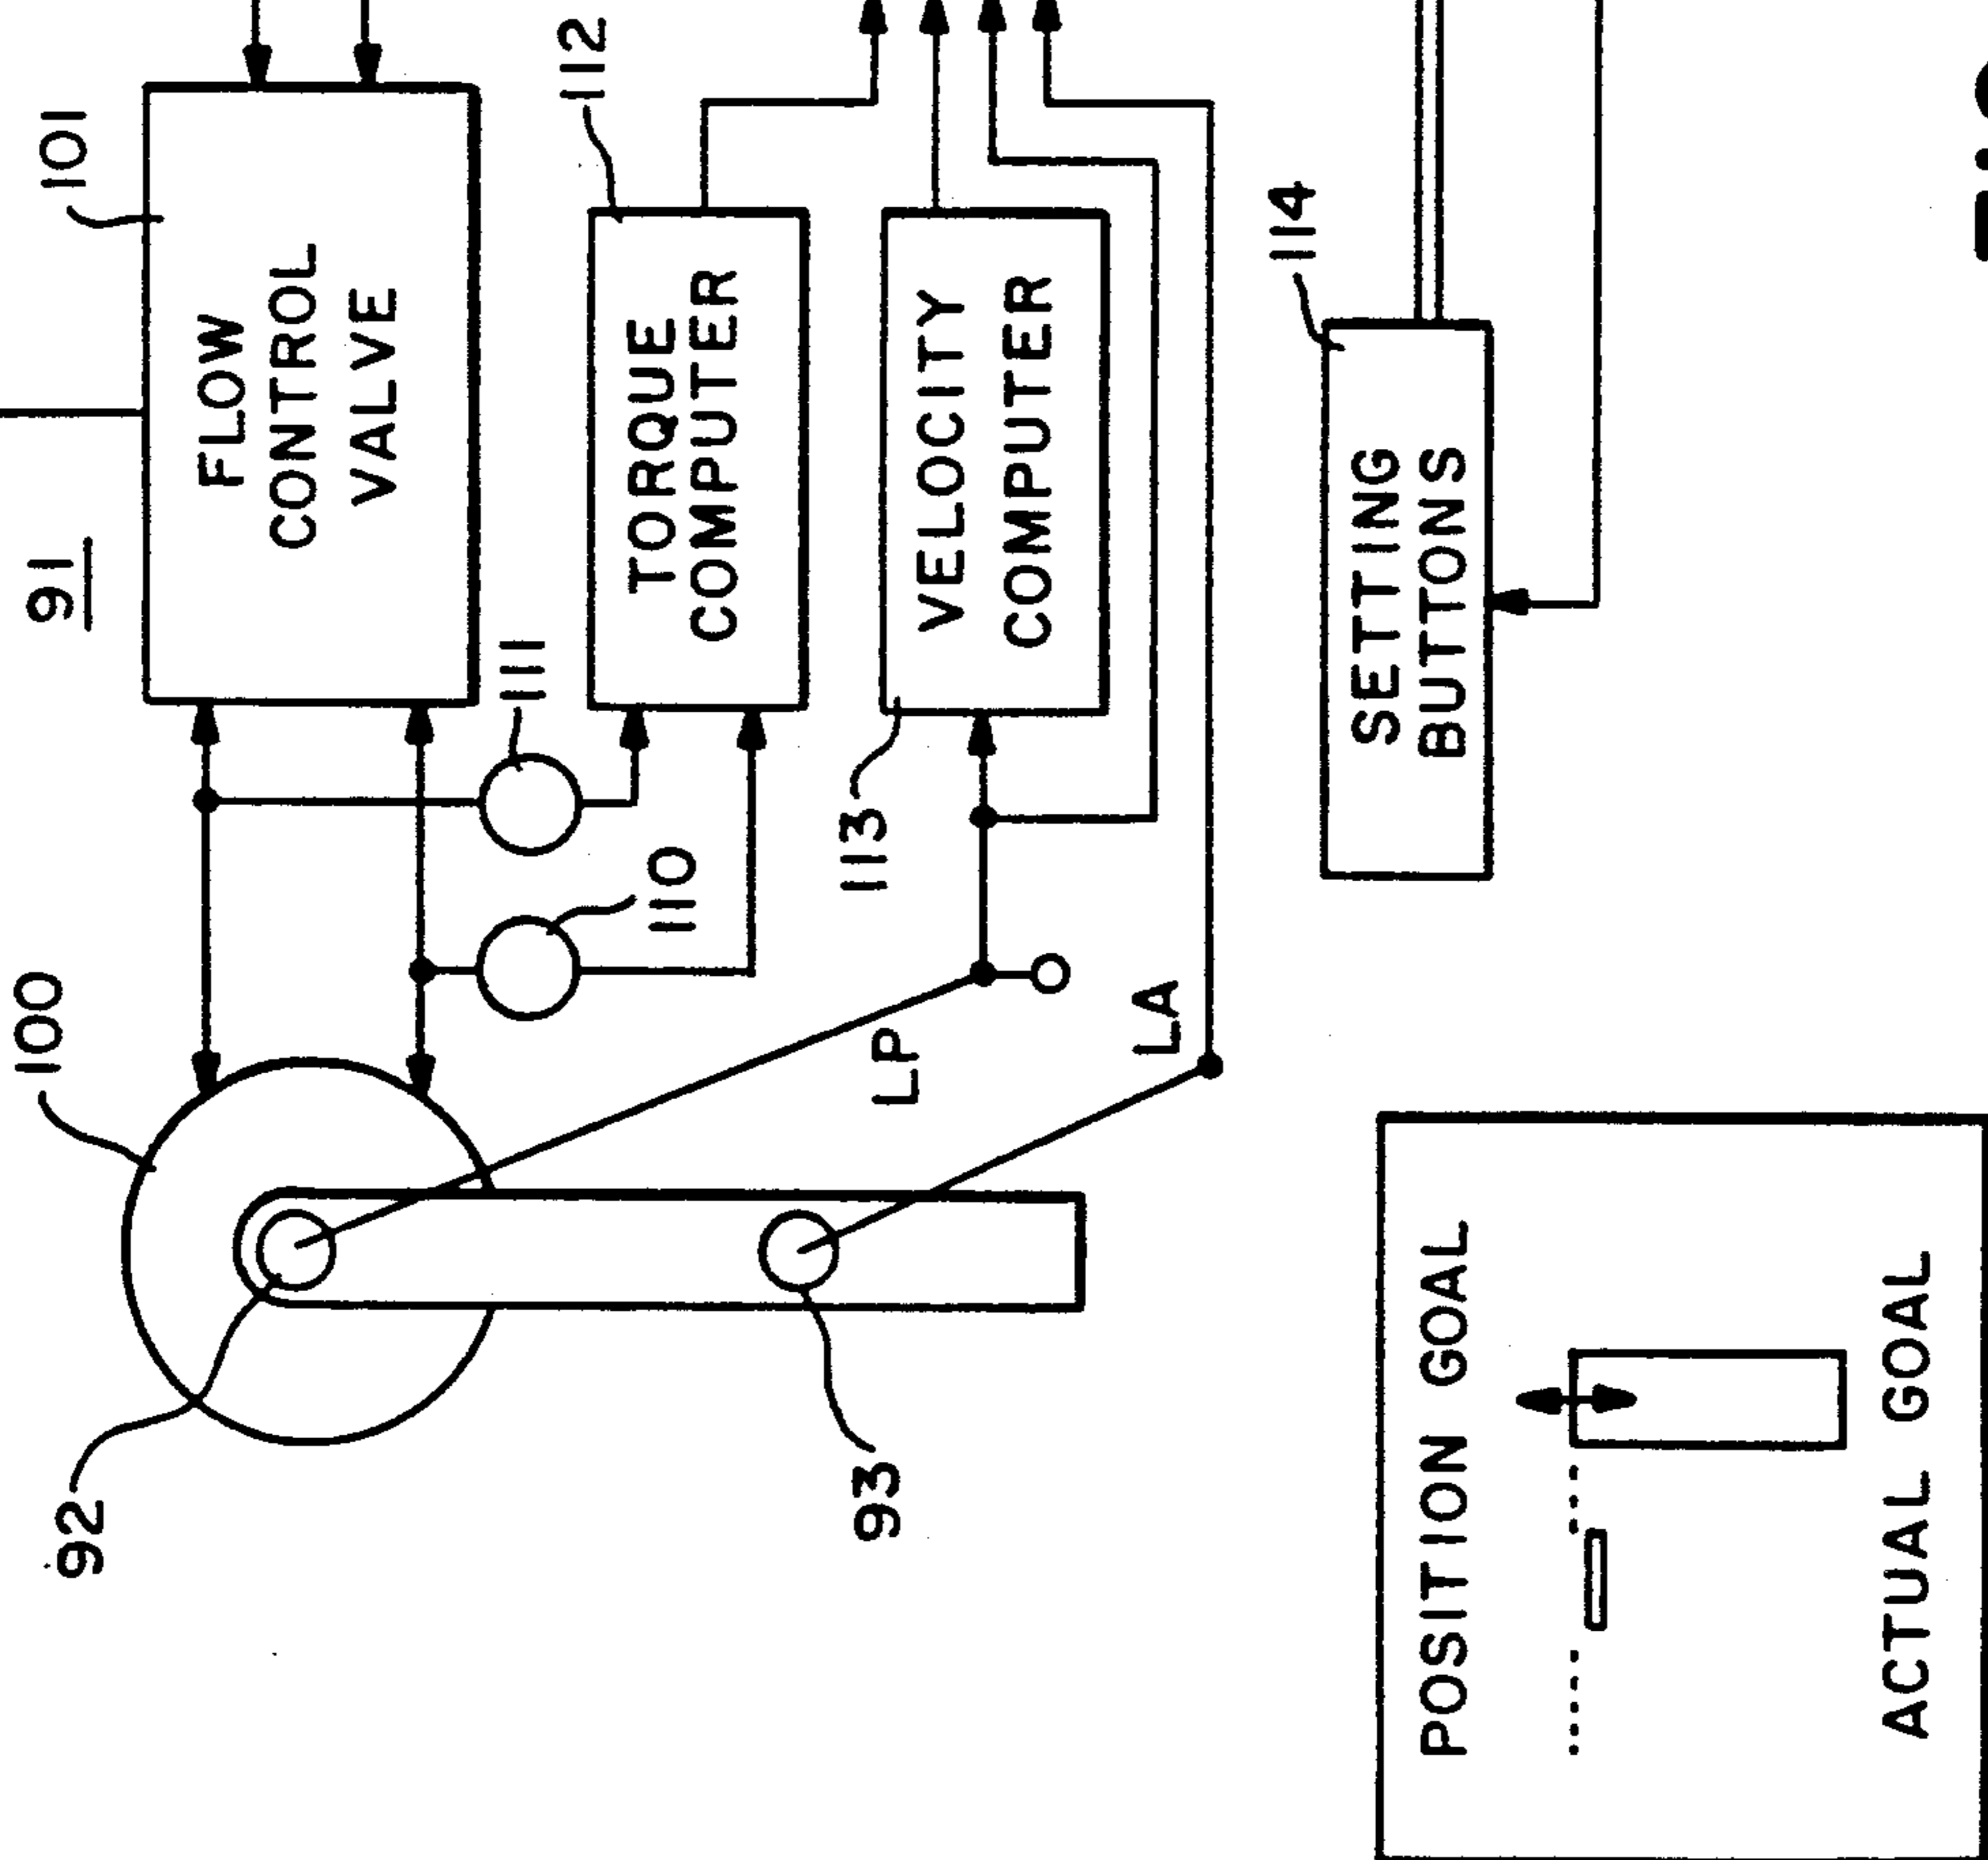 91
101
FLOW
CONTROL
VALVE
100
111
110
112
TORQUE
COMPUTER
113
VELOCITY
COMPUTER
92
93
LP
LA
114
SETTING
BUTTONS
POSITION GOAL
ACTUAL GOAL